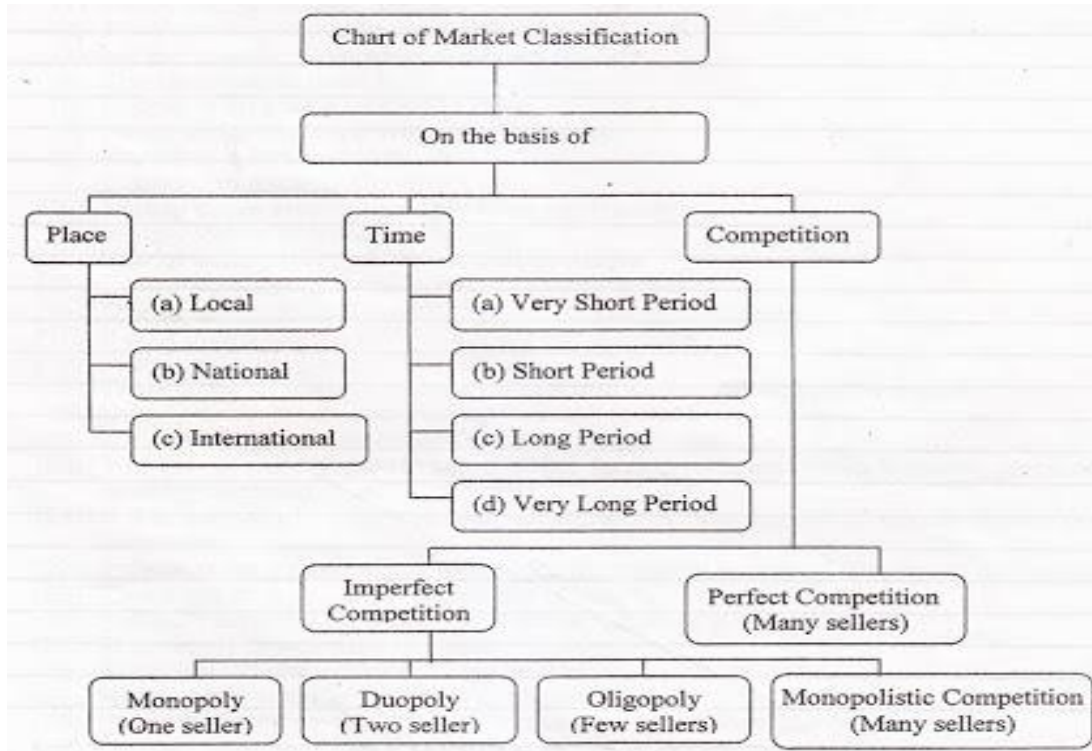 Chart of Market Classification
On the basis of
Place
Time
Competition
(a) Local
(a) Very Short Period
(b) National
(b) Short Period
(c) International
(c) Long Period
(d) Very Long Period
Imperfect
Competition
Perfect Competition
(Many sellers)
Monopoly
(One seller)
Duopoly
(Two seller)
Oligopoly
(Few sellers)
Monopolistic Competition
(Many sellers)